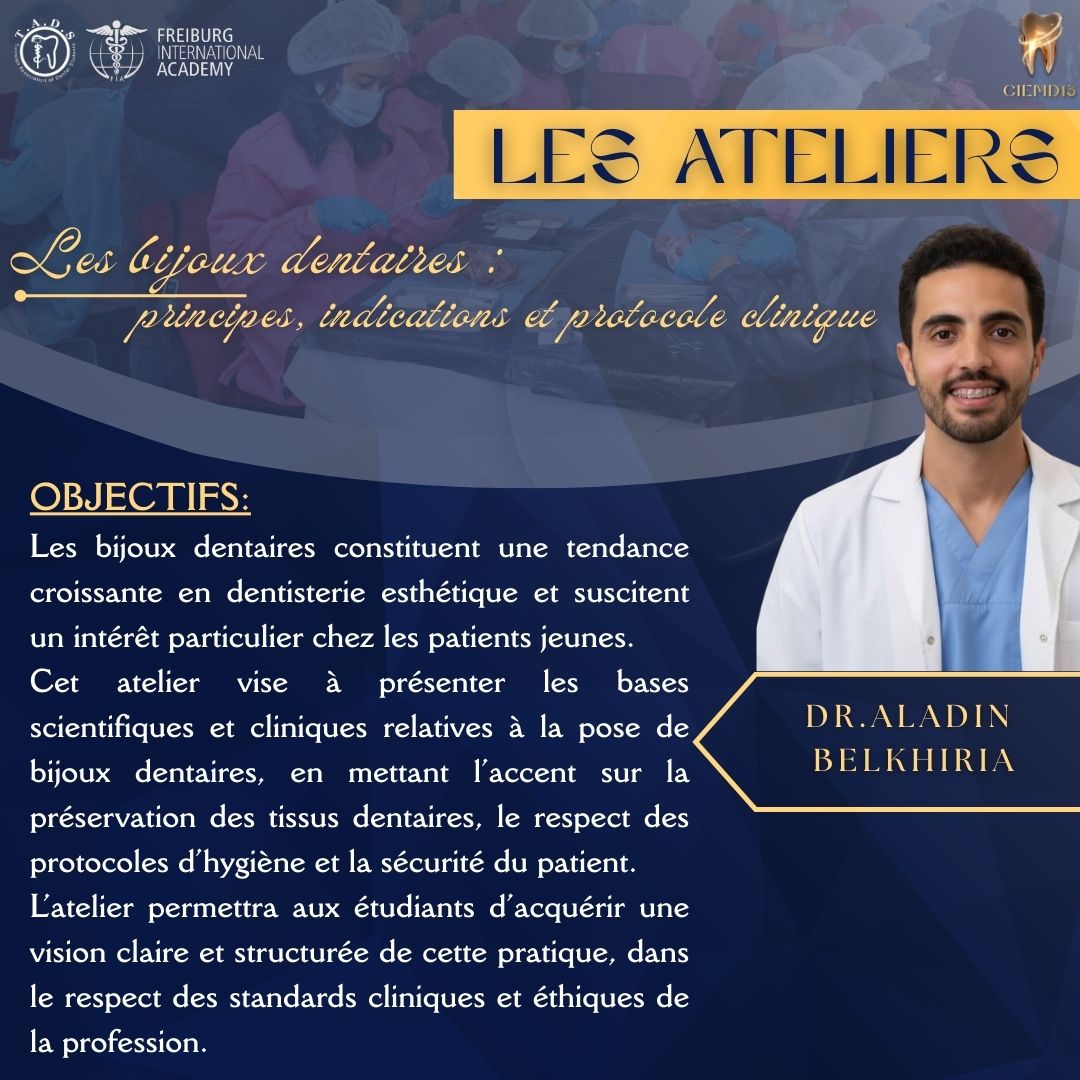 T.A.D.S
FREIBURG
INTERNATIONAL
ACADEMY
FIA
CIEMD13
LES ATELIERS
Les bijoux dentaires :
principes, indications et protocole clinique
OBJECTIFS:
Les bijoux dentaires constituent une tendance
croissante en dentisterie esthétique et suscitent
un intérêt particulier chez les patients jeunes.
Cet atelier vise à présenter les bases
scientifiques et cliniques relatives à la pose de
bijoux dentaires, en mettant l'accent sur la
préservation des tissus dentaires, le respect des
protocoles d'hygiène et la sécurité du patient.
L'atelier permettra aux étudiants d'acquérir une
vision claire et structurée de cette pratique, dans
le respect des standards cliniques et éthiques de
la profession.
DR.ALADIN
BELKHIRIA